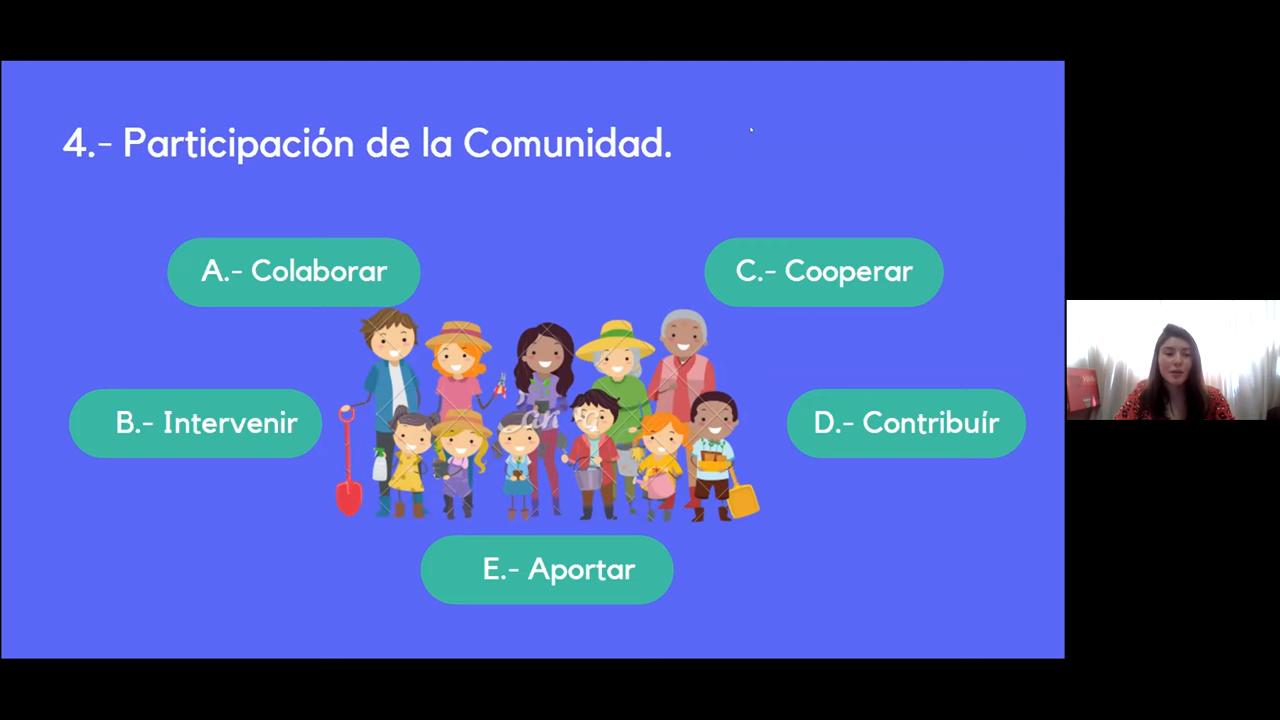 4.- Participación de la Comunidad.
A.- Colaborar
C.- Cooperar
B.- Intervenir
D.- Contribuír
E.- Aportar